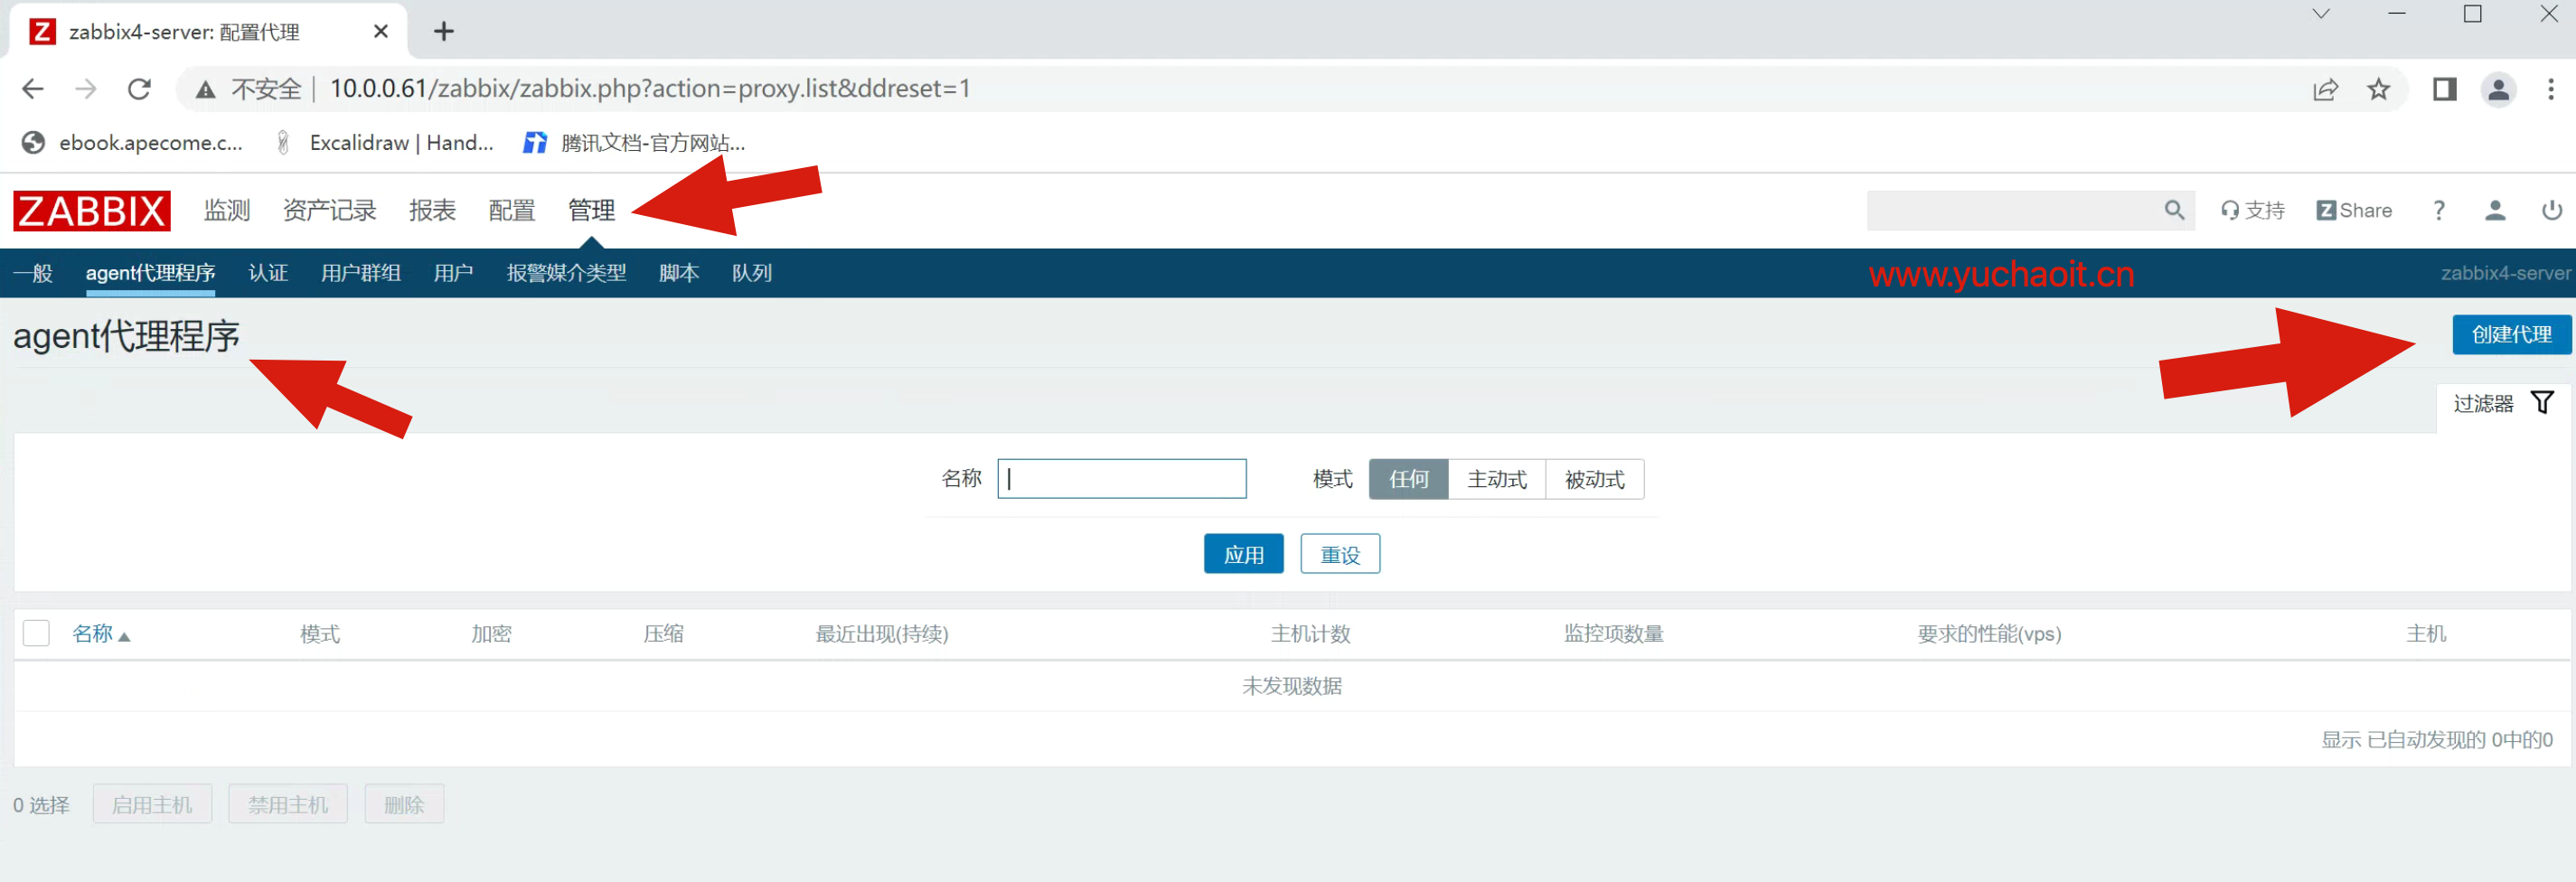 Z zabbix4-server: 配置代理
不安全 | 10.0.0.61/zabbix/zabbix.php?action=proxy.list&ddreset=1
ebook.apecome.c... Excalidraw | Hand... 腾讯文档-官方网站...
ZABBIX 监测 资产记录 报表 配置 管理 支持 Z Share ?
一般 agent代理程序 认证 用户群组 用户 报警媒介类型 脚本 队列 www.yuchaoit.cn zabbix4-server
agent代理程序 创建代理
过滤器
名称 模式 任何 主动式 被动式
应用 重设
名称 模式 加密 压缩 最近出现(持续) 主机计数 监控项数量 要求的性能(vps) 主机
未发现数据
显示 已自动发现的 0中的0
0 选择 启用主机 禁用主机 删除